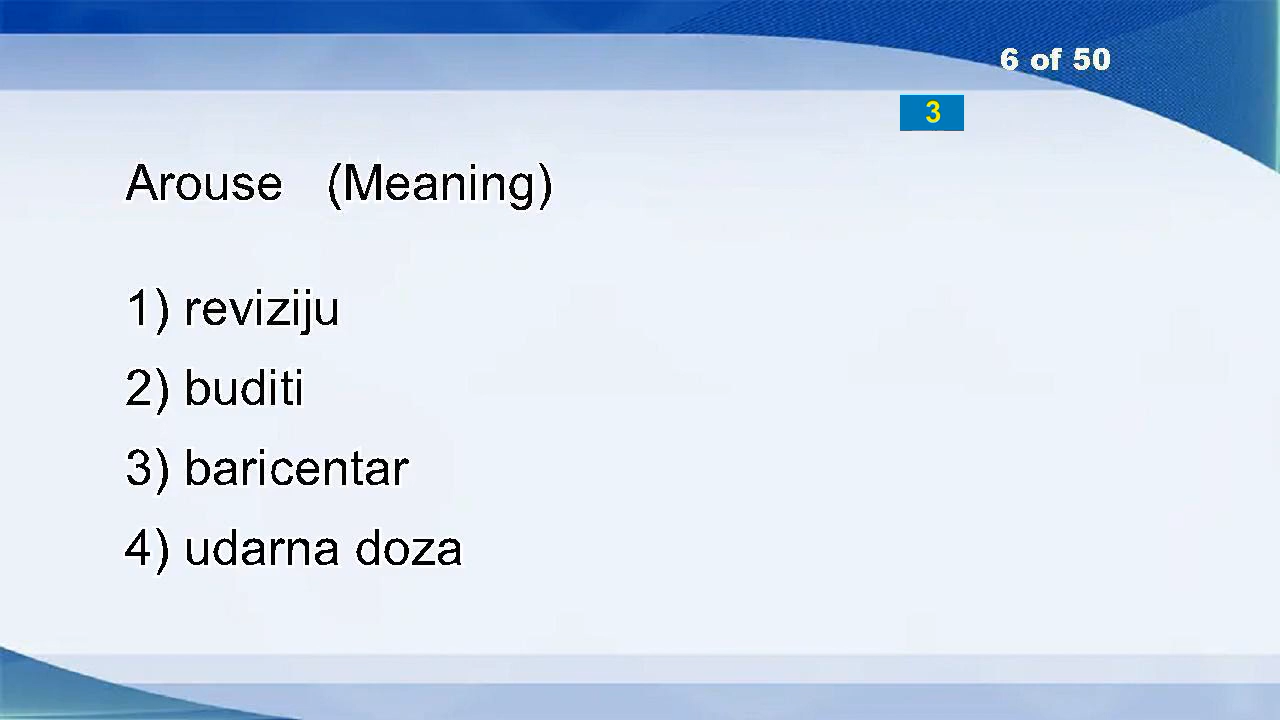 6 of 50
3
Arouse (Meaning)
1) reviziju
2) buditi
3) baricentar
4) udarna doza